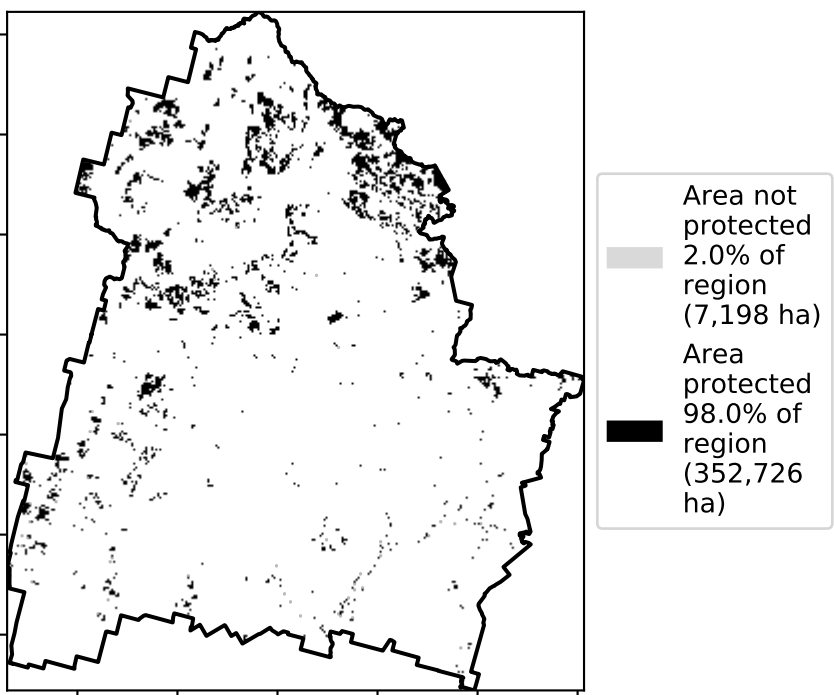 Area not
protected
2.0% of
region
(7,198 ha)
Area
protected
98.0% of
region
(352,726
ha)